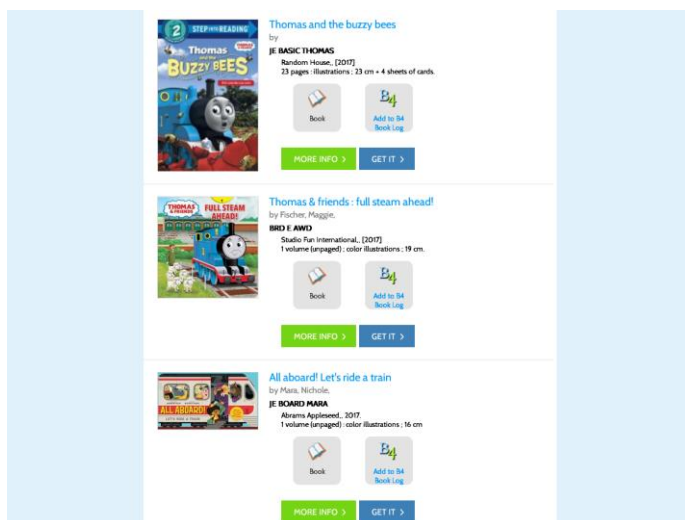 2 STEP INTO READING
Thomas
and the
BUZZY BEES
Thomas and the buzzy bees
by
JE BASIC THOMAS
Random House,, [2017]
23 pages : illustrations ; 23 cm + 4 sheets of cards.
Book
B4
Add to B4
Book Log
MORE INFO >
GET IT >
THOMAS
& FRIENDS
FULL STEAM
AHEAD!
Thomas & friends : full steam ahead!
by Fischer, Maggie,
BRD E AWD
Studio Fun International,, [2017]
1 volume (unpaged) ; color illustrations ; 19 cm.
Book
B4
Add to B4
Book Log
MORE INFO >
GET IT >
ALL ABOARD!
LET'S RIDE A TRAIN
All aboard! Let's ride a train
by Mara, Nichole,
JE BOARD MARA
Abrams Appleseed,, 2017.
1 volume (unpaged) : color illustrations ; 16 cm
Book
B4
Add to B4
Book Log
MORE INFO >
GET IT >